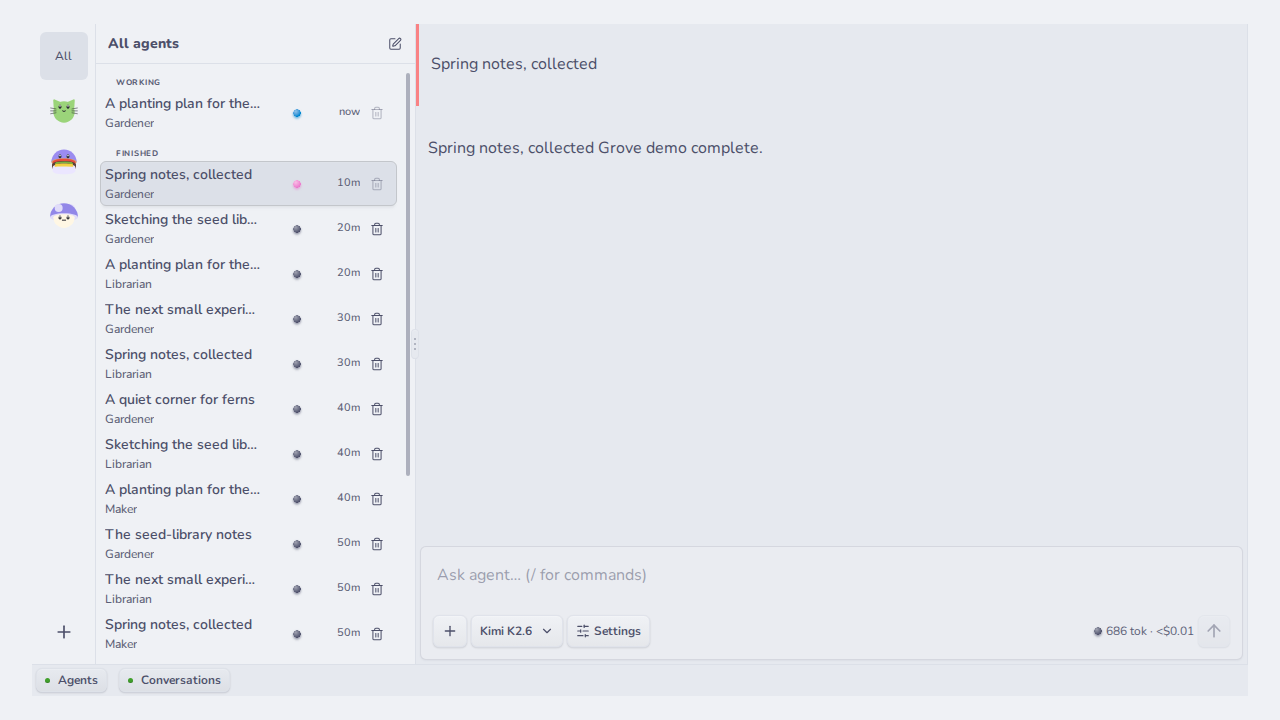 All
All agents
WORKING
A planting plan for the...
Gardener
now
FINISHED
Spring notes, collected
Gardener
10m
Sketching the seed lib...
Gardener
20m
A planting plan for the...
Librarian
20m
The next small experi...
Gardener
30m
Spring notes, collected
Librarian
30m
A quiet corner for ferns
Gardener
40m
Sketching the seed lib...
Librarian
40m
A planting plan for the...
Maker
40m
The seed-library notes
Gardener
50m
The next small experi...
Librarian
50m
Spring notes, collected
Maker
50m
Spring notes, collected
Spring notes, collected Grove demo complete.
Ask agent... (/ for commands)
Kimi K2.6
Settings
686 tok · <$0.01
Agents
Conversations